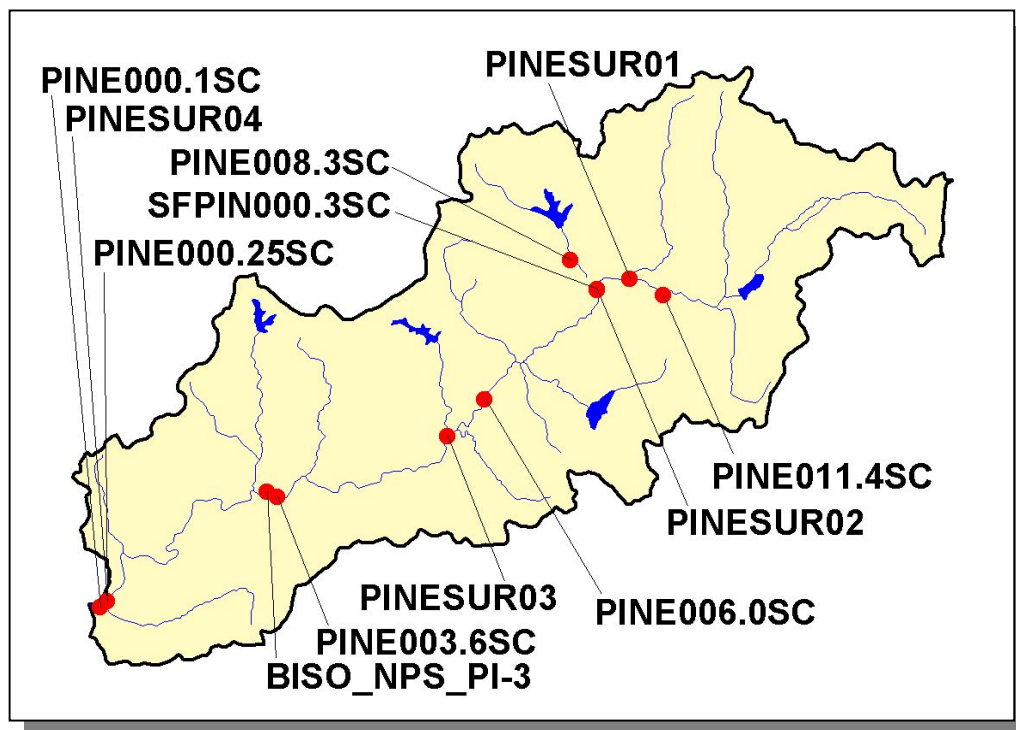 PINESUR01
PINE000.1SC
PINESUR04
PINE008.3SC
SFPIN000.3SC
PINE000.25SC
PINE011.4SC
PINESUR02
PINESUR03
PINE006.0SC
PINE003.6SC
BISO_NPS_PI-3